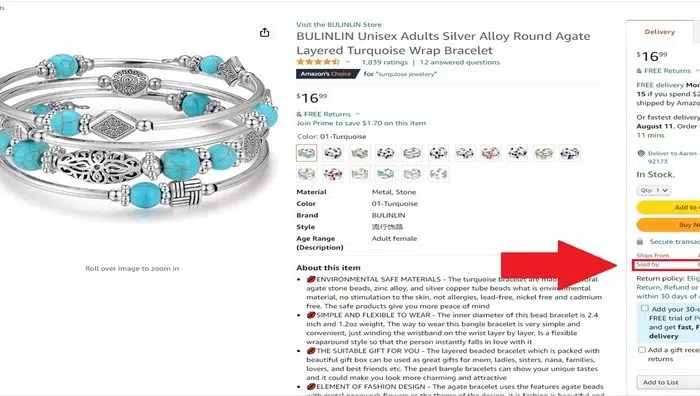 Visit the BULINLIN Store
BULINLIN Unisex Adults Silver Alloy Round Agate
Layered Turquoise Wrap Bracelet
1,839 ratings | 12 answered questions
Amazon's Choice for "turquoise jewelry"
$1699
& FREE Returns
Join Prime to save $1.70 on this item
Color: 01-Turquoise
Material Metal, Stone
Color 01-Turquoise
Brand BULINLIN
Style 流行饰品
Age Range Adult female
(Description)
Roll over image to zoom in
About this item
ENVIRONMENTAL SAFE MATERIALS - The turquoise bracelet are
agate stone beads, zinc alloy, and silver copper tube beads what is environmental
material, no stimulation to the skin, not allergies, lead-free, nickel free and cadmium
free. The safe products give you more peace of mind
SIMPLE AND FLEXIBLE TO WEAR - The inner diameter of this bead bracelet is 2.4
inch and 1.2oz weight, The way to wear this bangle bracelet is very simple and
convenient, just winding the wristband on the wrist layer by layer, Is a flexible
wraparound style so that the person instantly falls in love with it
THE SUITABLE GIFT FOR YOU - The layered beaded bracelet which is packed with
beautiful gift box can be used as great gifts for mom, ladies, sisters, nana, families,
lovers, and best friends etc. The pearl bangle bracelets can show your unique tastes
and it could make you look more charming and attractive
ELEMENT OF FASHION DESIGN - The agate bracelet uses the features agate beads
Delivery
$1699
& FREE Returns
FREE delivery Mon
15 if you spend $2
shipped by Amazon
Or fastest delivery
August 11. Order
11 mins
Deliver to Aaron
92173
In Stock.
Qty: 1
Add to
Buy No
Secure transac
Ships from
Sold by
Return policy: Elig
Return, Refund or
within 30 days of
Add your 30-
FREE trial of P
and get fast, F
delivery
Add a gift rece
Add to List